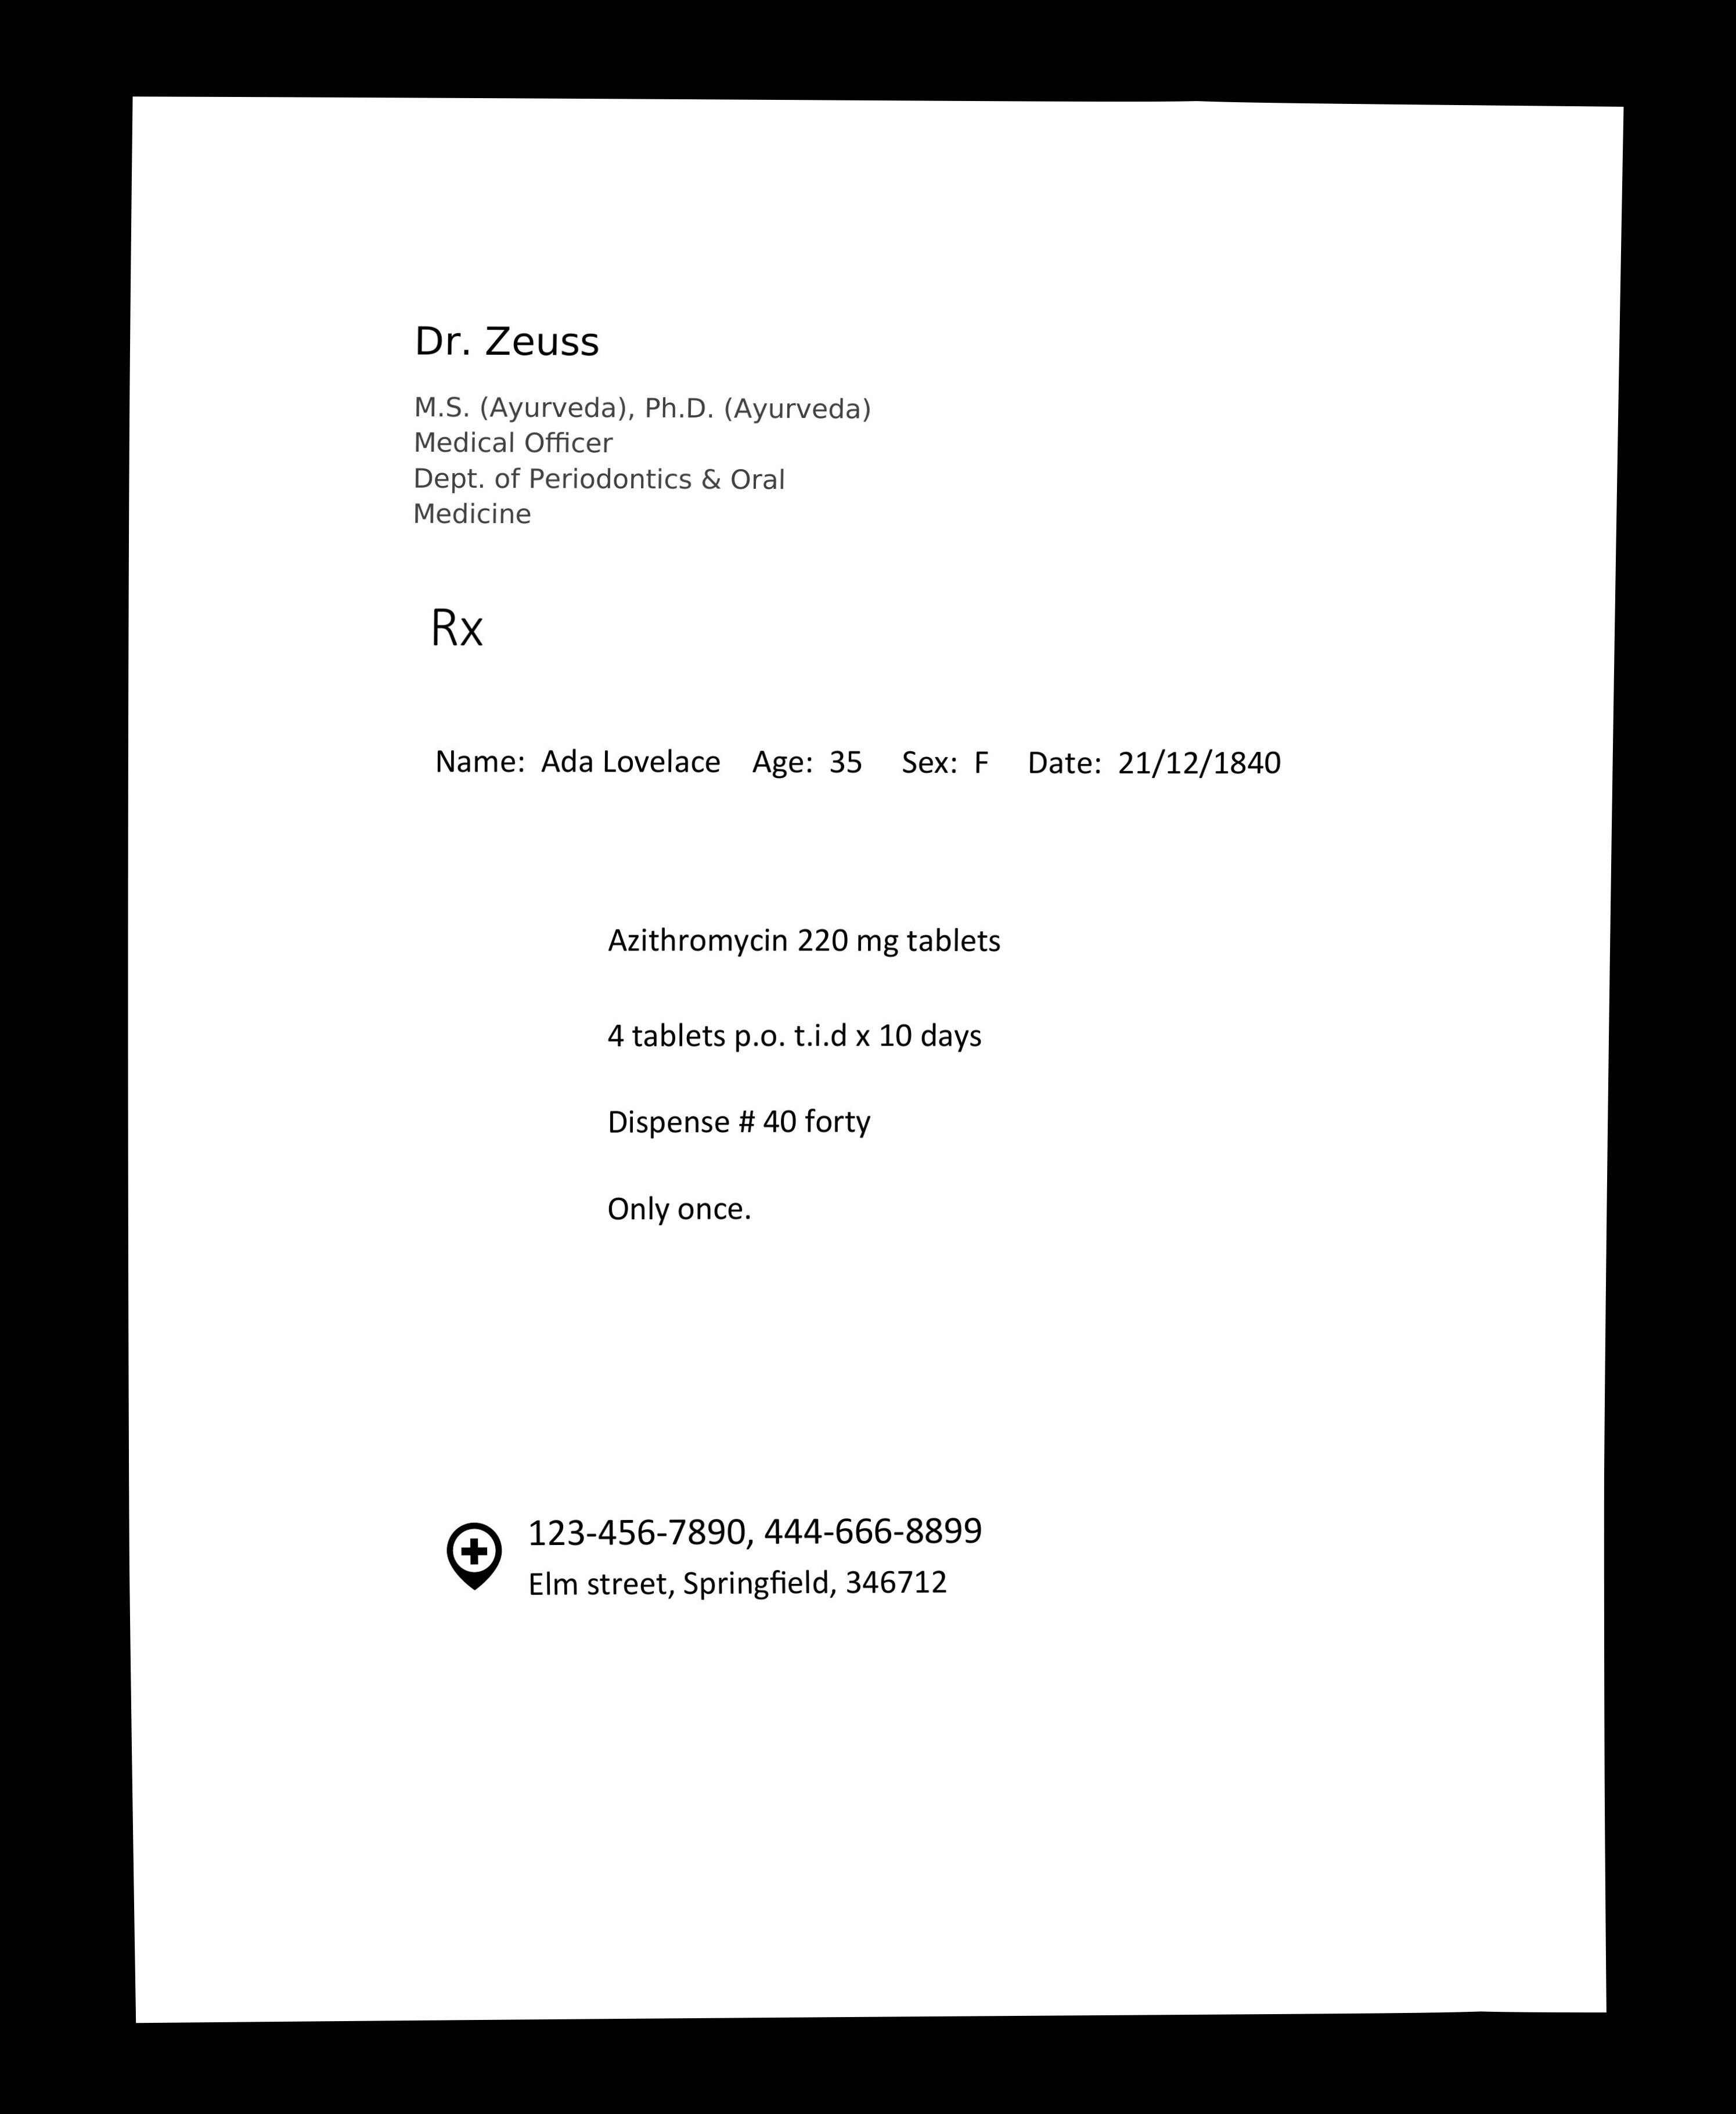 Dr. Zeuss
M.S. (Ayurveda), Ph.D. (Ayurveda)
Medical Officer
Dept. of Periodontics & Oral
Medicine
Rx
Name: Ada Lovelace Age: 35 Sex: F Date: 21/12/1840
Azithromycin 220 mg tablets
4 tablets p.o. t.i.d x 10 days
Dispense # 40 forty
Only once.
123-456-7890, 444-666-8899
Elm street, Springfield, 346712